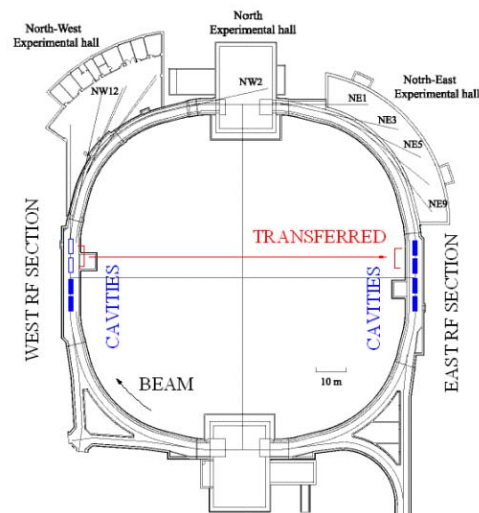 North-West
Experimental hall
North
Experimental hall
Notrh-East
Experimental hall
NW12
NW2
NE1
NE3
NE5
NE9
TRANSFERRED
WEST RF SECTION
CAVITIES
CAVITIES
EAST RF SECTION
BEAM
10 m